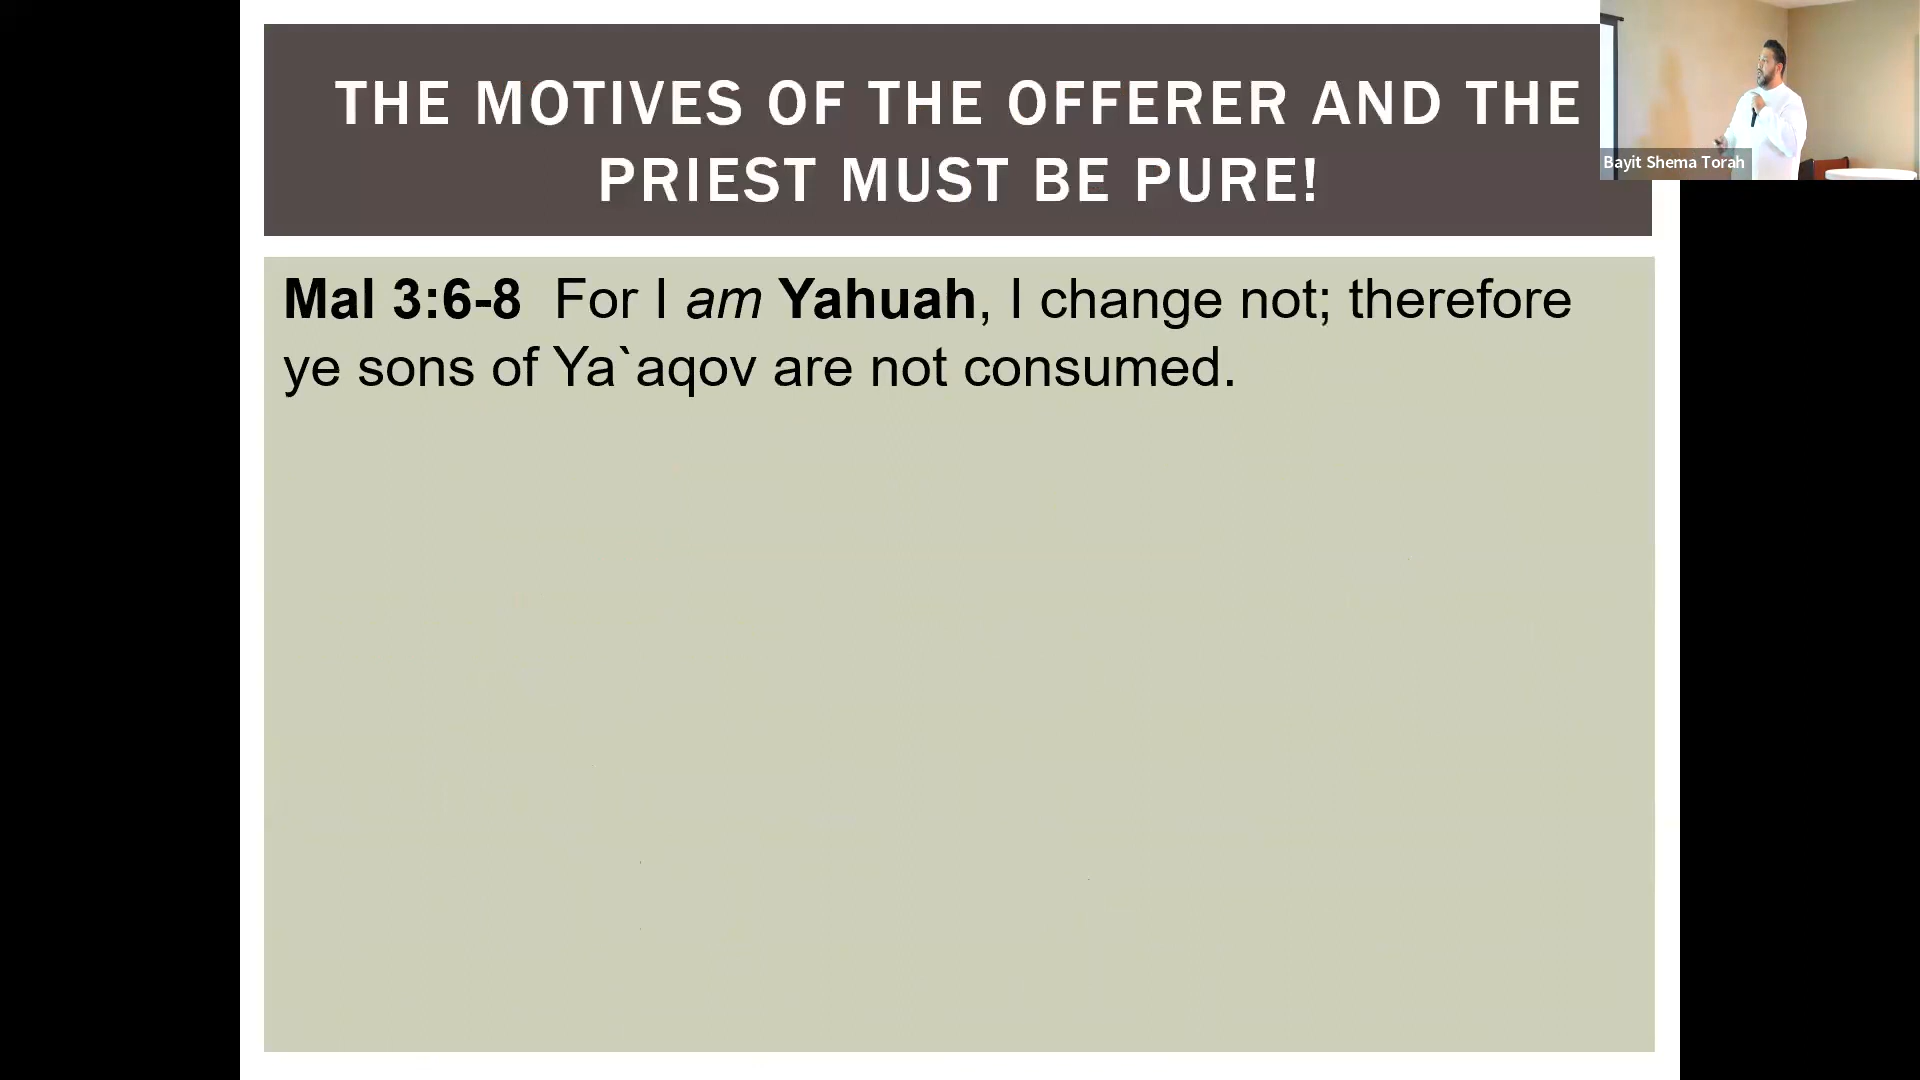 THE MOTIVES OF THE OFFERER AND THE
PRIEST MUST BE PURE!
Bayit Shema Torah
Mal 3:6-8  For I am Yahuah, I change not; therefore
ye sons of Ya`aqov are not consumed.